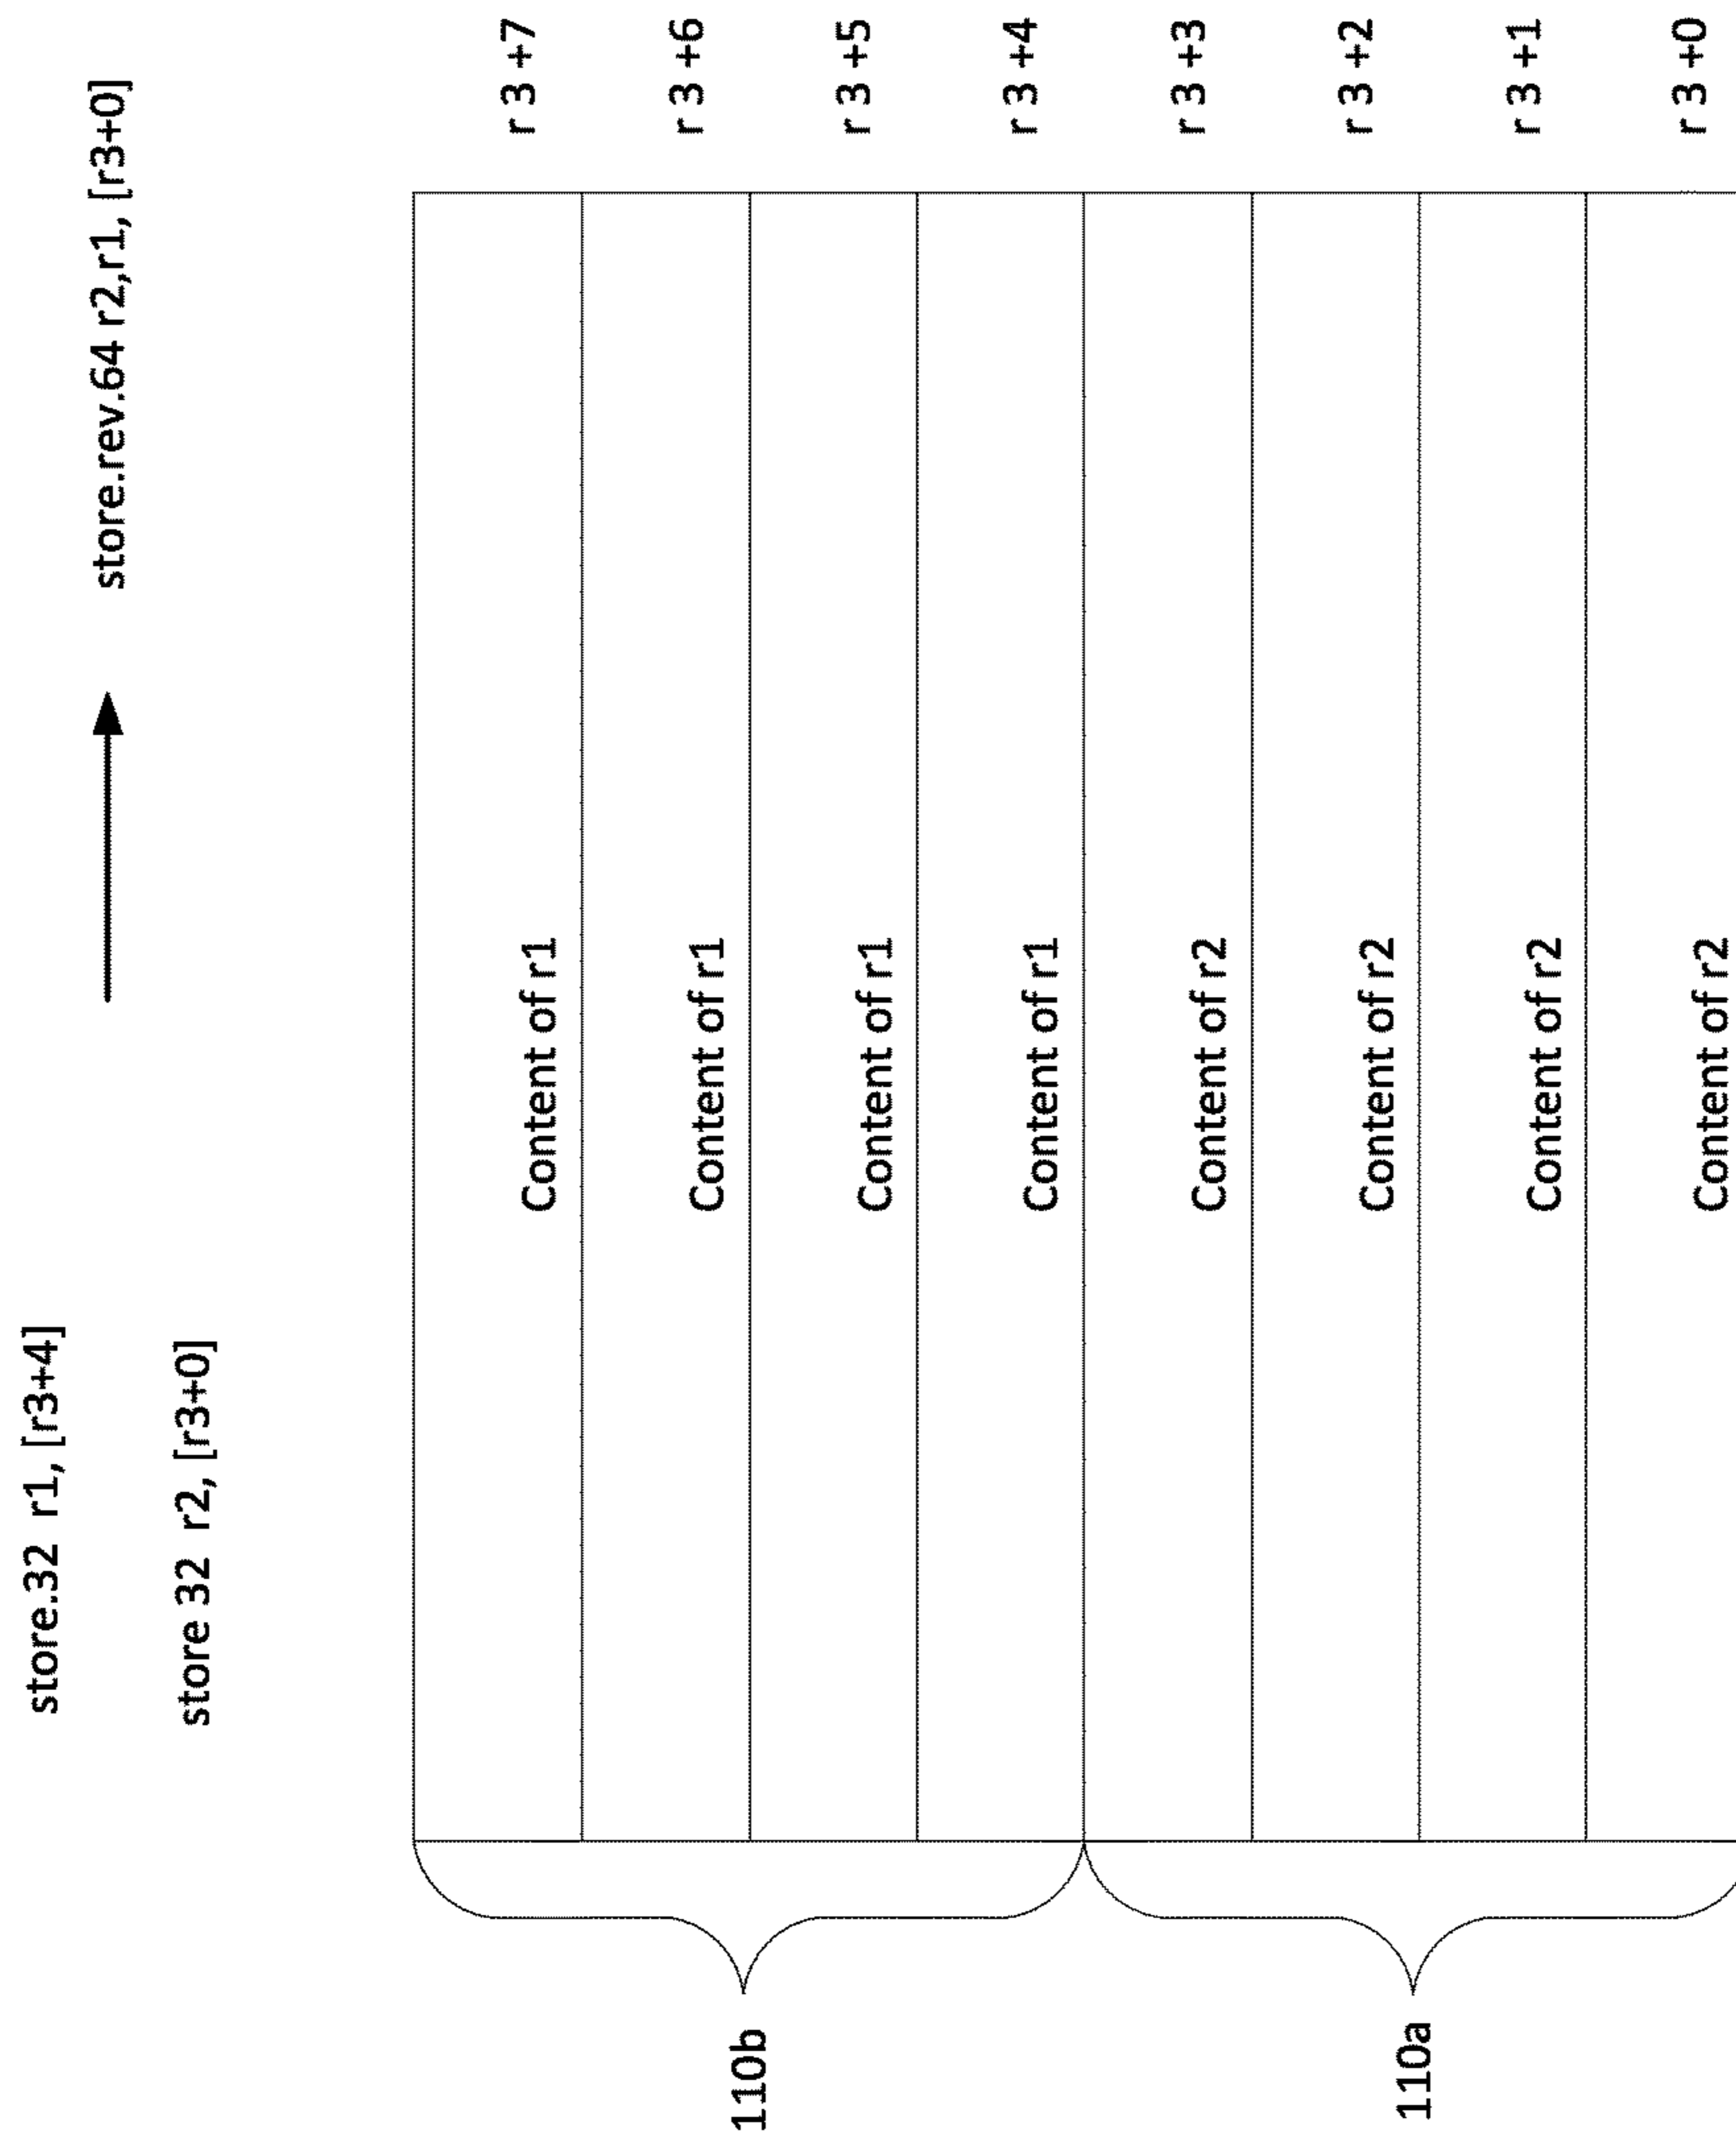 store.32 r1, [r3+4]
store.rev.64 r2,r1, [r3+0]
store 32 r2, [r3+0]
Content of r1 r 3 +7
Content of r1 r 3 +6
110b
Content of r1 r 3 +5
Content of r1 r 3 +4
Content of r2 r 3 +3
Content of r2 r 3 +2
110a
Content of r2 r 3 +1
Content of r2 r 3 +0